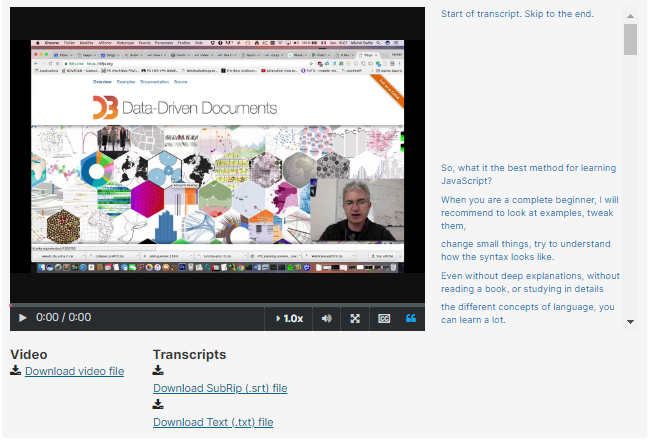 Overview Examples Documentation Source
D3 Data-Driven Documents
0:00 / 0:00
1.0x
CC
Start of transcript. Skip to the end.
So, what it the best method for learning
JavaScript?
When you are a complete beginner, I will
recommend to look at examples, tweak
them,
change small things, try to understand
how the syntax looks like.
Even without deep explanations, without
reading a book, or studying in details
the different concepts of language, you
can learn a lot.
Video
Download video file
Transcripts
Download SubRip (.srt) file
Download Text (.txt) file